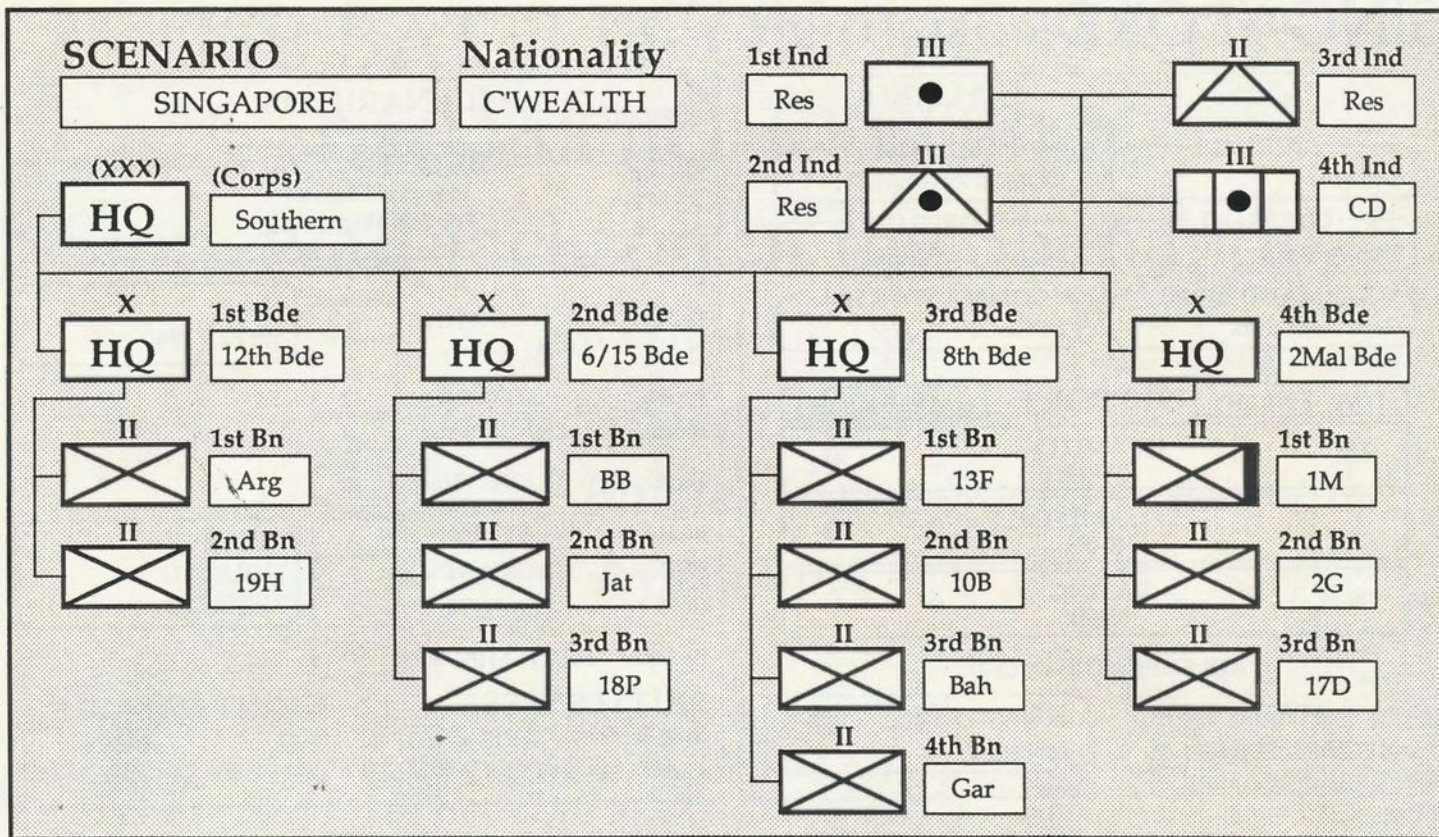 SCENARIO
SINGAPORE
Nationality
C'WEALTH
1st Ind
Res
III
II
3rd Ind
Res
2nd Ind
Res
III
III
4th Ind
CD
(XXX)
HQ
(Corps)
Southern
X
HQ
1st Bde
12th Bde
X
HQ
2nd Bde
6/15 Bde
X
HQ
3rd Bde
8th Bde
X
HQ
4th Bde
2Mal Bde
II
1st Bn
Arg
II
1st Bn
BB
II
1st Bn
13F
II
1st Bn
1M
II
2nd Bn
19H
II
2nd Bn
Jat
II
2nd Bn
10B
II
2nd Bn
2G
II
3rd Bn
18P
II
3rd Bn
Bah
II
3rd Bn
17D
II
4th Bn
Gar